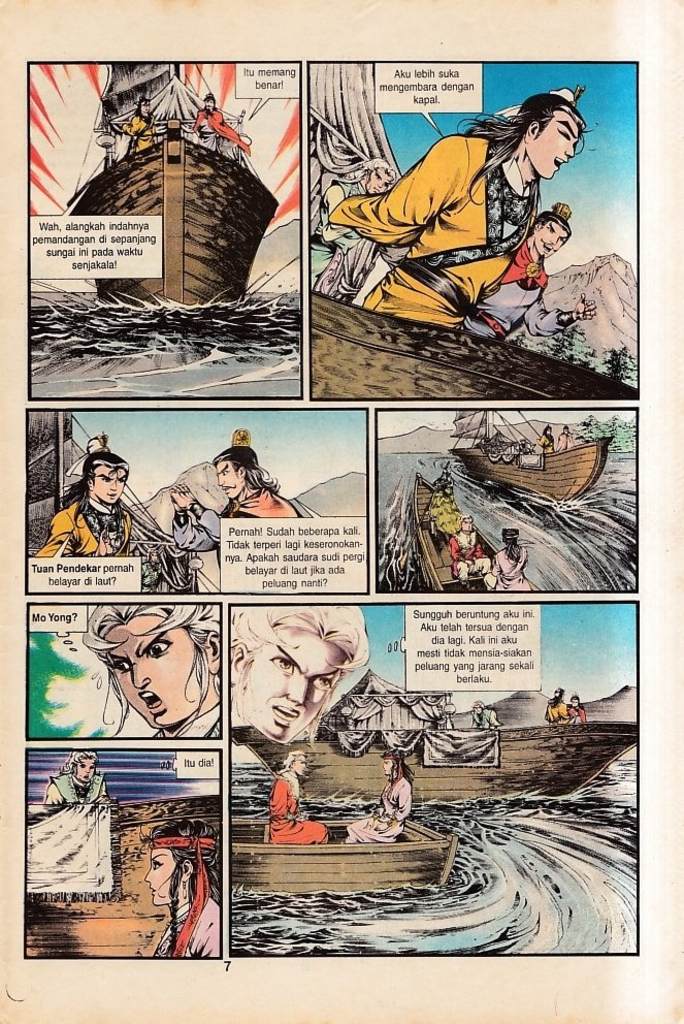 Itu memang
benar!
Wah, alangkah indahnya
pemandangan di sepanjang
sungai ini pada waktu
senjakala!
Aku lebih suka
mengembara dengan
kapal.
Tuan Pendekar pernah
belayar di laut?
Pernah! Sudah beberapa kali.
Tidak terperi lagi keseronokan-
nya. Apakah saudara sudi pergi
belayar di laut jika ada
peluang nanti?
Mo Yong?
Itu dia!
Sungguh beruntung aku ini.
Aku telah tersua dengan
dia lagi. Kali ini aku
mesti tidak mensia-siakan
peluang yang jarang sekali
berlaku.
7